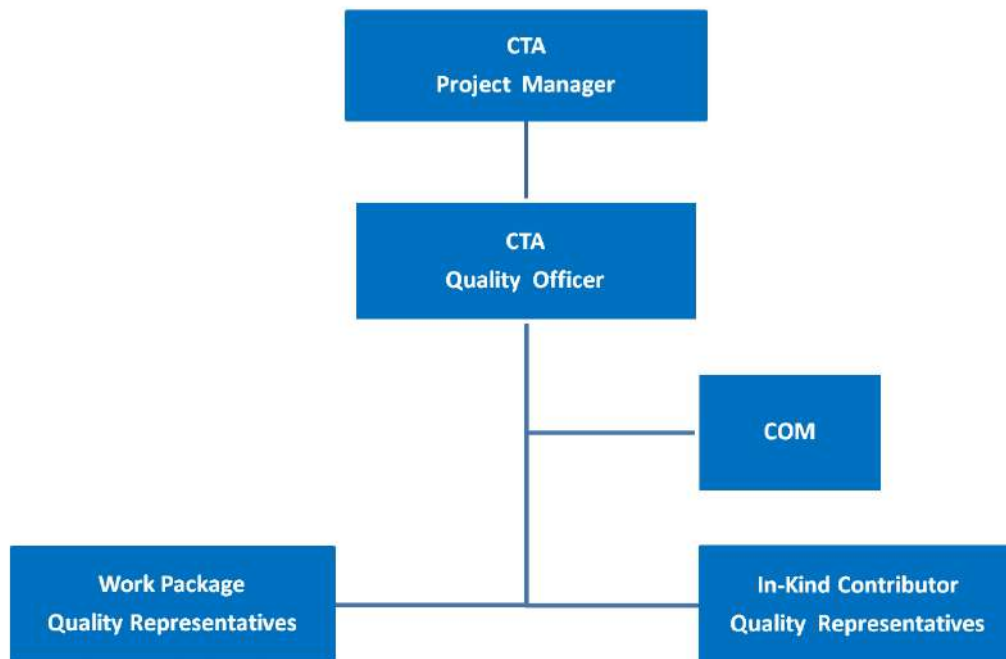 CTA
Project Manager
CTA
Quality Officer
COM
Work Package
Quality Representatives
In-Kind Contributor
Quality Representatives